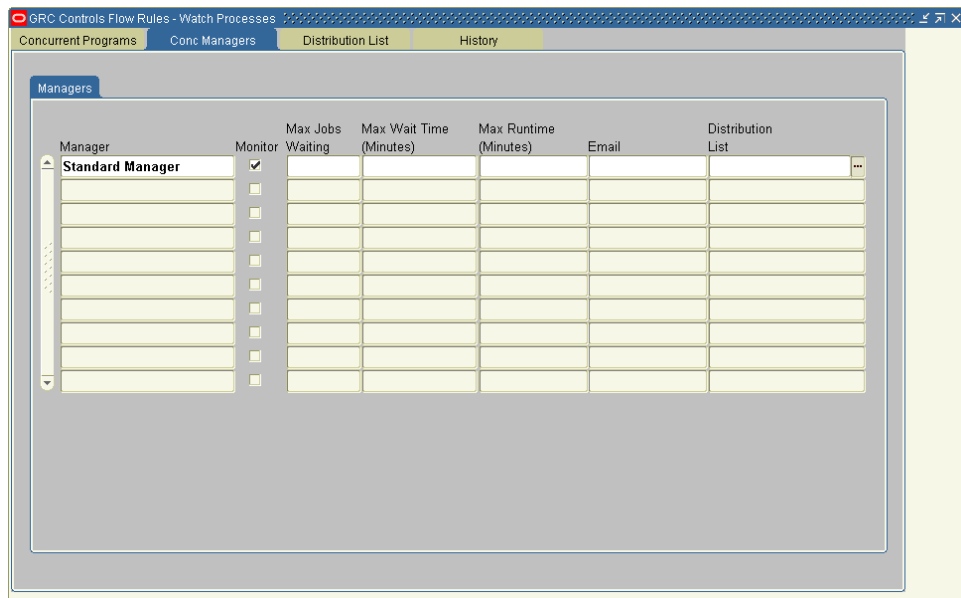 GRC Controls Flow Rules - Watch Processes
Concurrent Programs Conc Managers Distribution List History
Managers
Max Jobs Max Wait Time Max Runtime Distribution
Manager Monitor Waiting (Minutes) (Minutes) Email List
Standard Manager ...